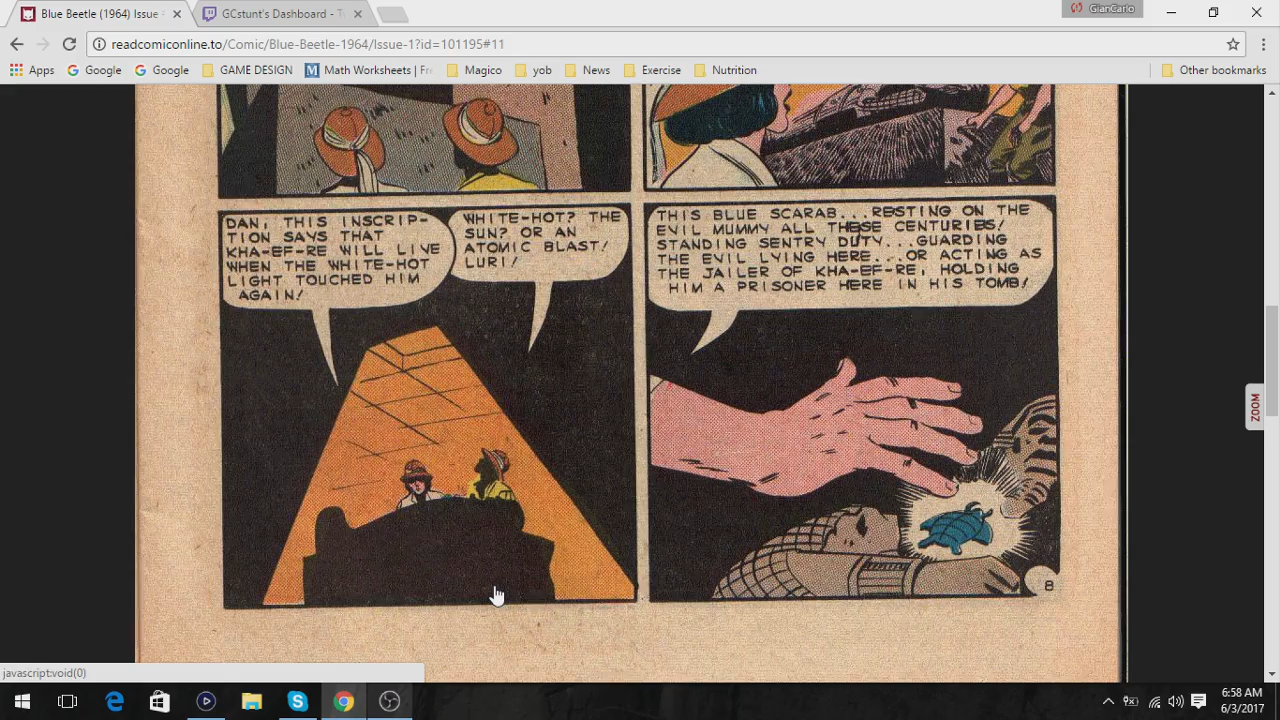 Blue Beetle (1964) Issue
GCstunt's Dashboard - T
GianCarlo
readcomiconline.to/Comic/Blue-Beetle-1964/Issue-1?id=101195#11
Apps Google Google GAME DESIGN Math Worksheets | Fr Magico yob News Exercise Nutrition Other bookmarks
DAN, THIS INSCRIP-
TION SAYS THAT
KHA-EF-RE WILL LIVE
WHEN THE WHITE-HOT
LIGHT TOUCHED HIM
AGAIN!
WHITE-HOT? THE
SUN? OR AN
ATOMIC BLAST!
LURI!
THIS BLUE SCARAB...RESTING ON THE
EVIL MUMMY ALL THESE CENTURIES!
STANDING SENTRY DUTY...GUARDING
THE EVIL LYING HERE...OR ACTING AS
THE JAILER OF KHA-EF-RE, HOLDING
HIM A PRISONER HERE IN HIS TOMB!
8
ZOOM
javascript:void(0)
6:58 AM
6/3/2017